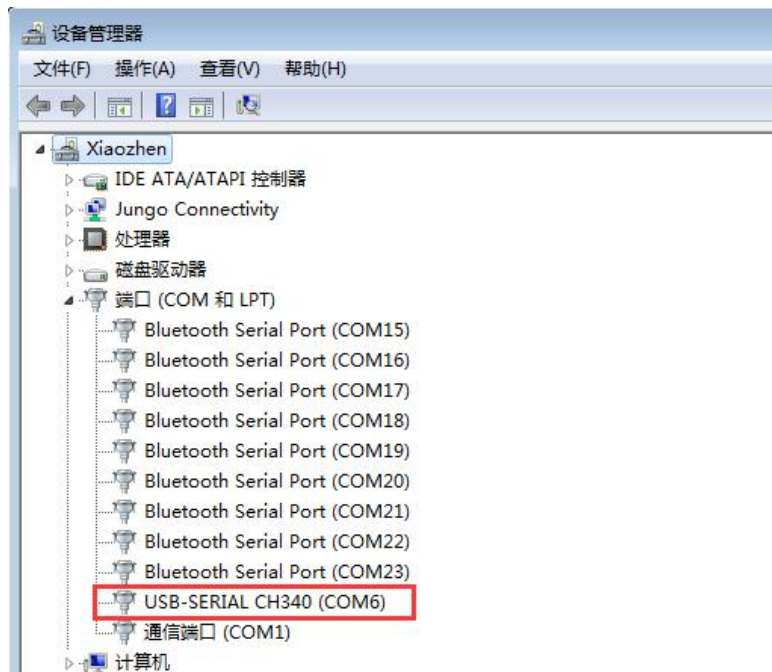 设备管理器
文件(F) 操作(A) 查看(V) 帮助(H)
Xiaozhen
IDE ATA/ATAPI 控制器
Jungo Connectivity
处理器
磁盘驱动器
端口 (COM 和 LPT)
Bluetooth Serial Port (COM15)
Bluetooth Serial Port (COM16)
Bluetooth Serial Port (COM17)
Bluetooth Serial Port (COM18)
Bluetooth Serial Port (COM19)
Bluetooth Serial Port (COM20)
Bluetooth Serial Port (COM21)
Bluetooth Serial Port (COM22)
Bluetooth Serial Port (COM23)
USB-SERIAL CH340 (COM6)
通信端口 (COM1)
计算机